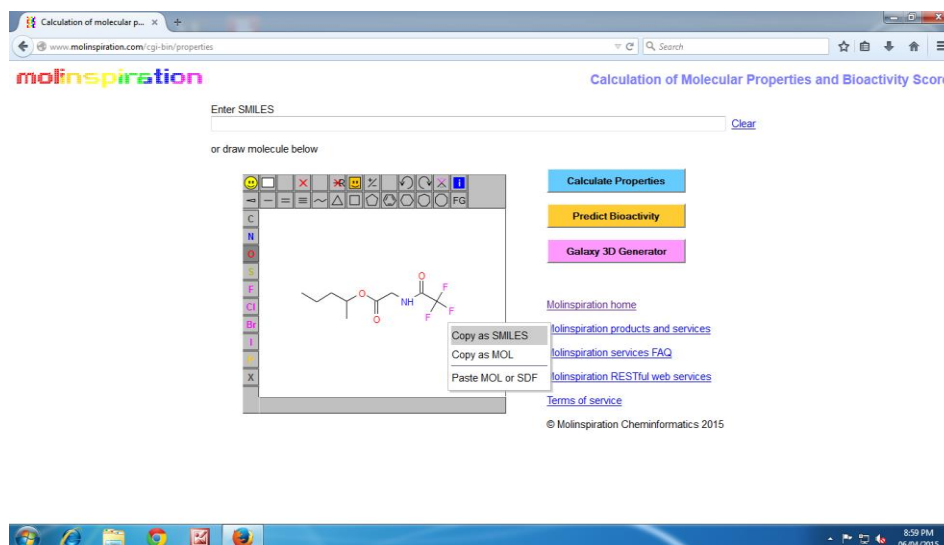 Calculation of molecular p... × +
www.molinspiration.com/cgi-bin/properties
Search
molinspiration
Calculation of Molecular Properties and Bioactivity Score
Enter SMILES
Clear
or draw molecule below
R
FG
C
N
O
S
F
Cl
Br
I
X
O
O
O
NH
F
F
F
Copy as SMILES
Copy as MOL
Paste MOL or SDF
Calculate Properties
Predict Bioactivity
Galaxy 3D Generator
Molinspiration home
Molinspiration products and services
Molinspiration services FAQ
Molinspiration RESTful web services
Terms of service
© Molinspiration Cheminformatics 2015
8:59 PM
06/04/2015